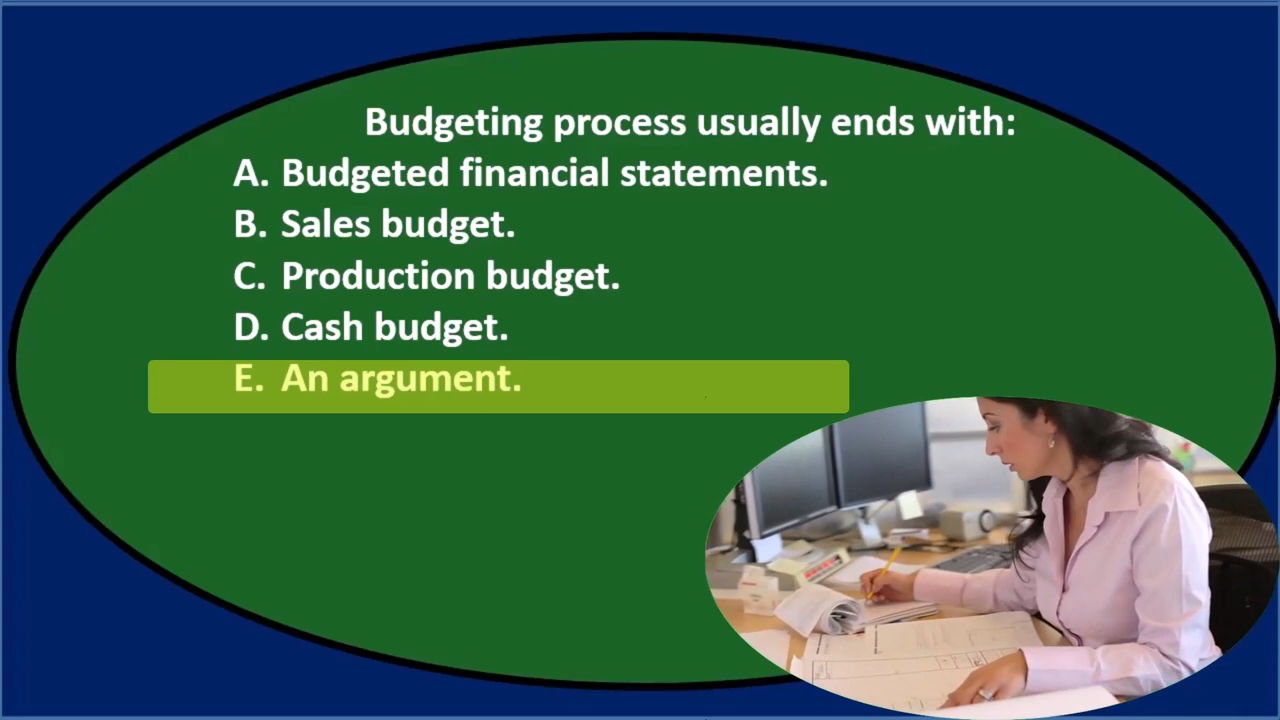 Budgeting process usually ends with:
A. Budgeted financial statements.
B. Sales budget.
C. Production budget.
D. Cash budget.
E. An argument.